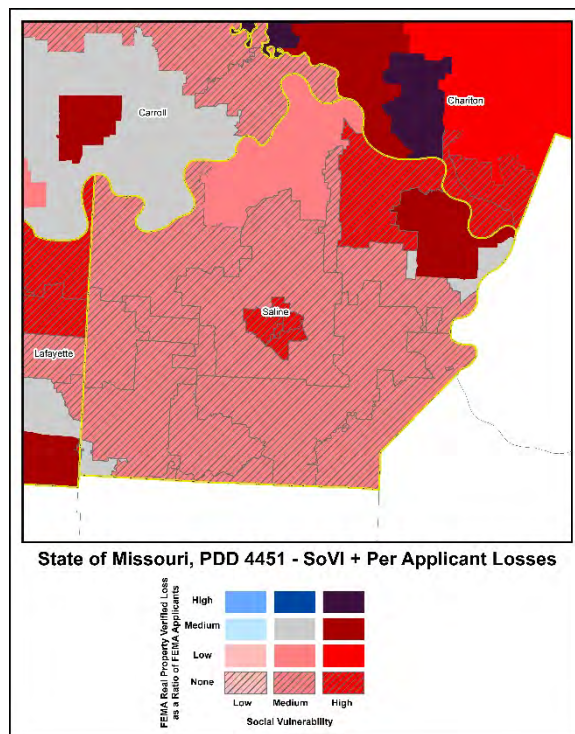 Carroll
Chariton
Saline
Lafayette
State of Missouri, PDD 4451 - SoVI + Per Applicant Losses
FEMA Real Property Verified Loss
as a Ratio of FEMA Applicants
High
Medium
Low
None
Low Medium High
Social Vulnerability